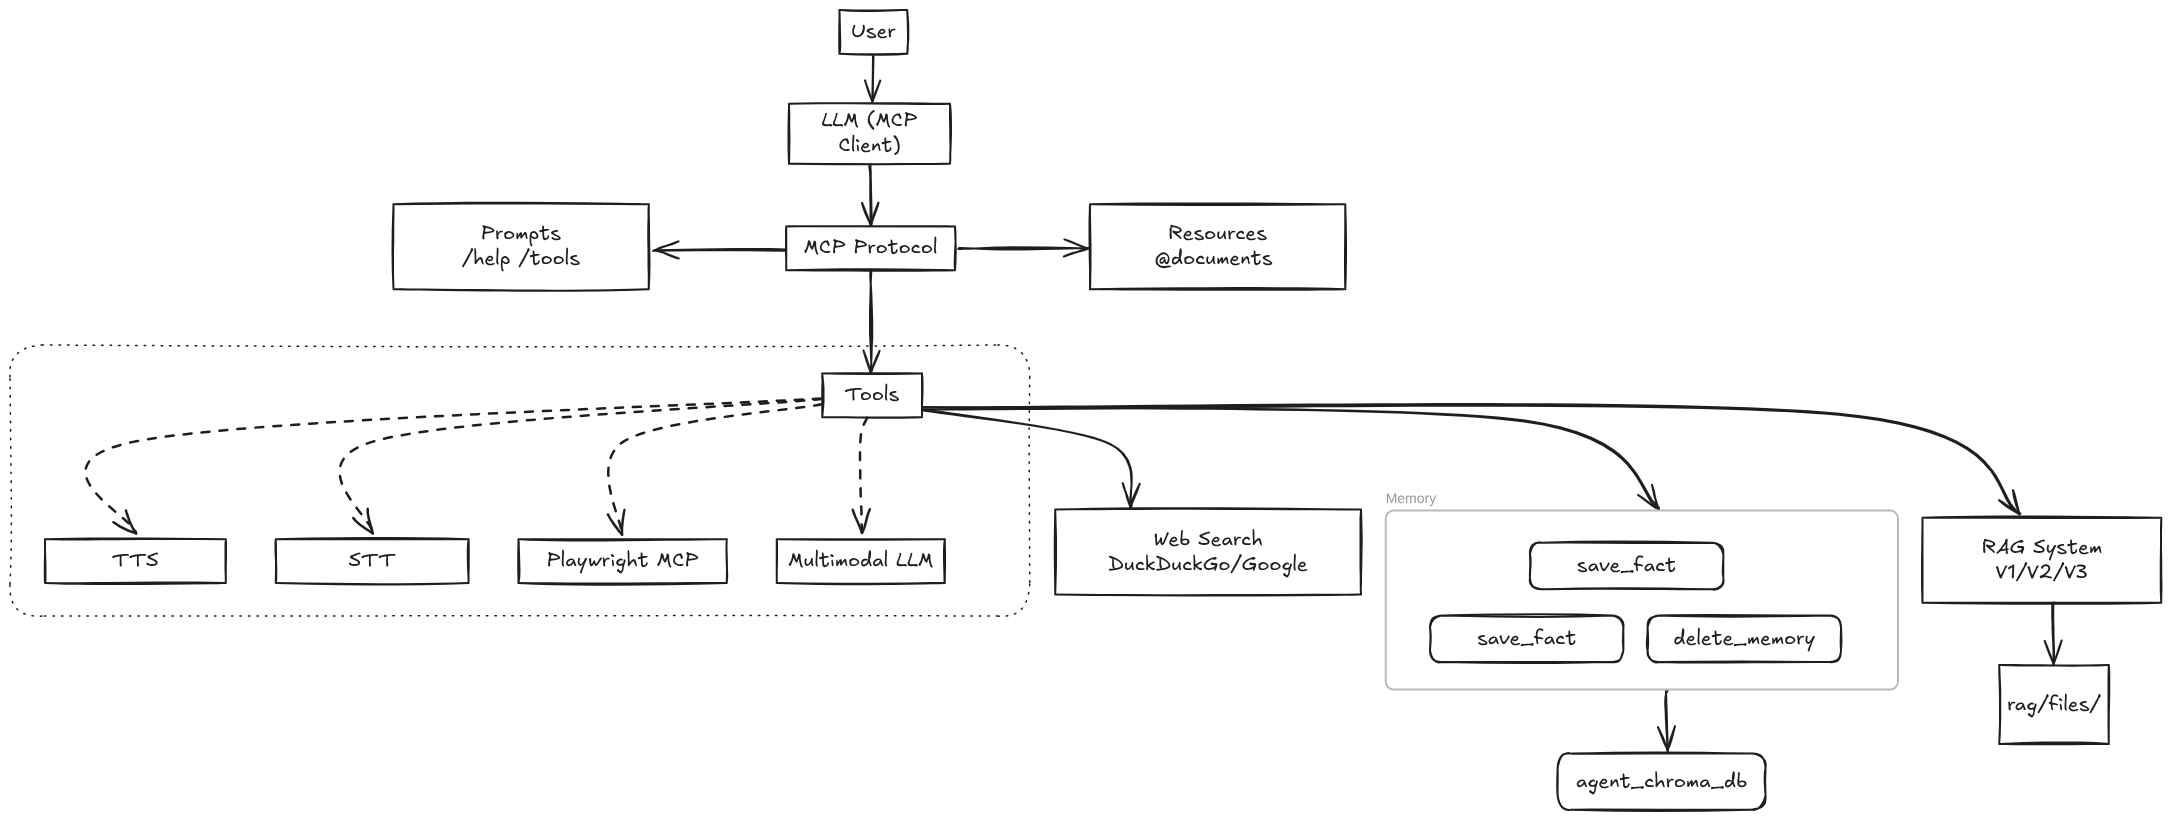 User
LLM (MCP
Client)
Prompts
/help /tools
MCP Protocol
Resources
@documents
Tools
TTS
STT
Playwright MCP
Multimodal LLM
Web Search
DuckDuckGo/Google
Memory
save_fact
save_fact
delete_memory
agent_chroma_db
RAG System
V1/V2/V3
rag/files/